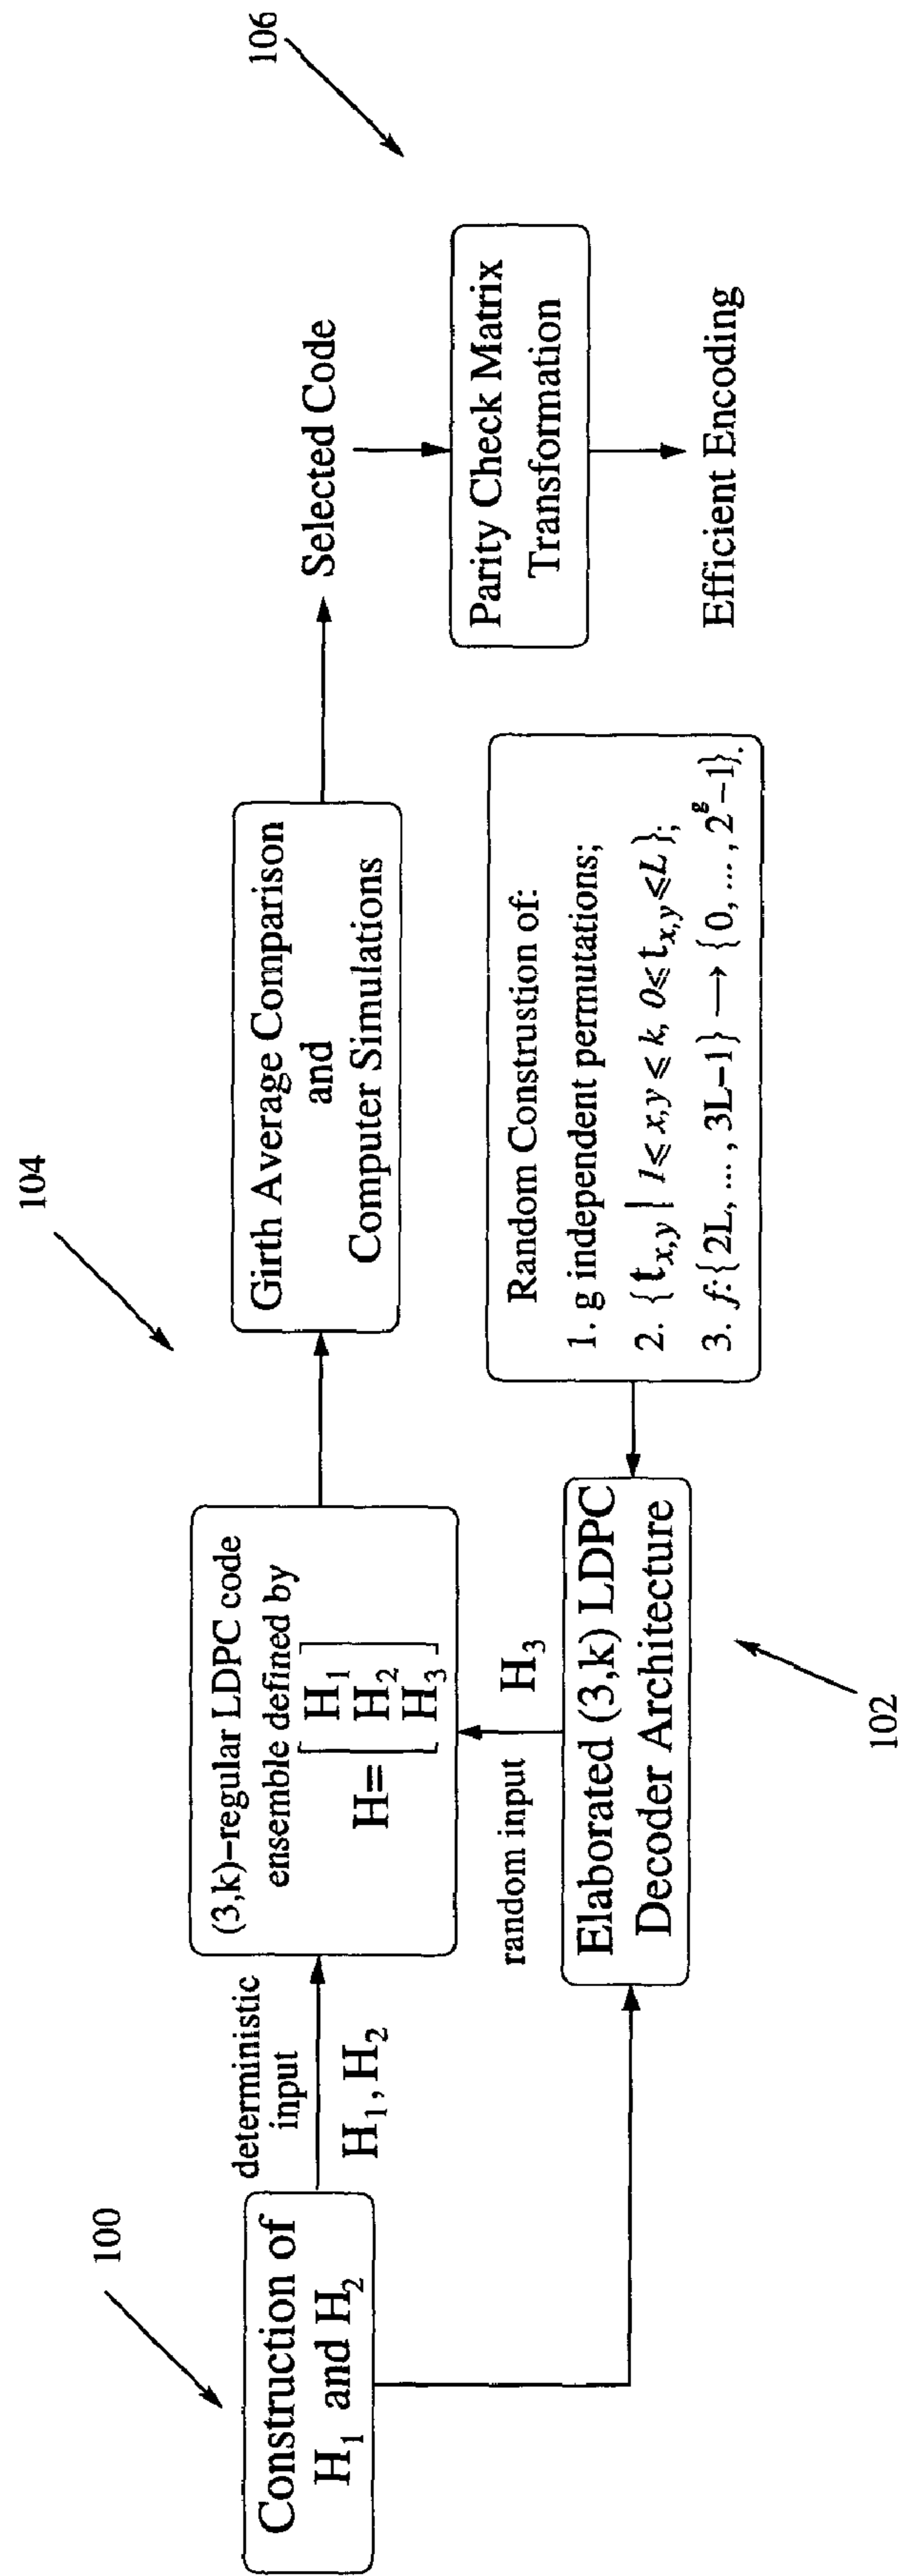 100
Construction of
H₁ and H₂
deterministic
input
H₁, H₂
104
(3,k)-regular LDPC code
ensemble defined by
H= [ H₁
H₂
H₃ ]
random input
H₃
Elaborated (3,k) LDPC
Decoder Architecture
102
Girth Average Comparison
and
Computer Simulations
Random Constrution of:
1. g independent permutations;
2. {t_{x,y} | 1⩽x,y⩽k, 0⩽t_{x,y}⩽L};
3. f:{2L, ... , 3L-1} → {0, ... , 2^g-1}.
Selected Code
106
Parity Check Matrix
Transformation
Efficient Encoding